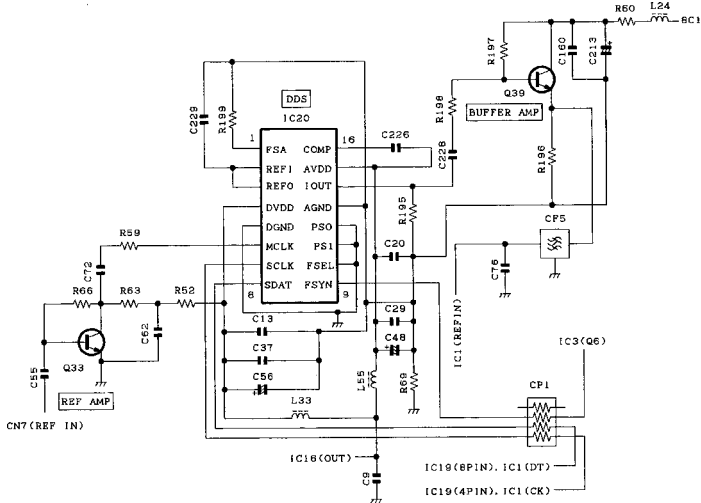 R60
L24
8C1
R197
C160
C213
Q39
BUFFER AMP
R198
C228
R196
DDS
IC20
C229
R199
C226
1
16
FSA
COMP
REFI
AVDD
REFO
IOUT
DVDD
AGND
DGND
PS0
MCLK
PS1
SCLK
FSEL
SDAT
FSYN
8
9
R195
C20
CF5
C76
IC1(REFIN)
R59
C72
R66
R63
R52
C62
Q33
C55
REF AMP
CN7(REF IN)
C13
C37
C56
L33
C29
C48
L55
R69
IC3(Q6)
CP1
IC16(OUT)
C9
IC19(8PIN).IC1(DT)
IC19(4PIN).IC1(CK)